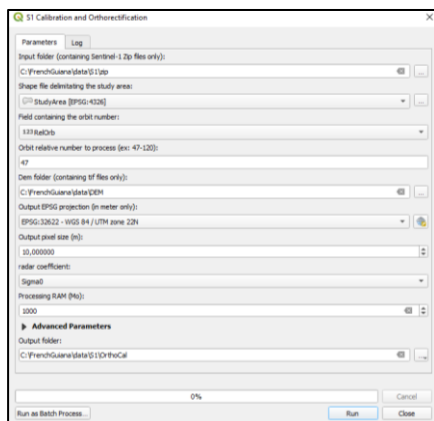 S1 Calibration and Orthorectification
Parameters Log
Input folder (containing Sentinel-1 Zip files only):
C:\FrenchGuiana\data\S1\zip
Shape file delimitating the study area:
StudyArea [EPSG:4326]
Field containing the orbit number:
123 RelOrb
Orbit relative number to process (ex: 47-120):
47
Dem folder (containing tif files only):
C:\FrenchGuiana\data\DEM
Output EPSG projection (in meter only):
EPSG:32622 - WGS 84 / UTM zone 22N
Output pixel size (m):
10,000000
radar coefficient:
Sigma0
Processing RAM (Mo):
1000
Advanced Parameters
Output folder:
C:\FrenchGuiana\data\S1\OrthoCal
0% Cancel
Run as Batch Process... Run Close